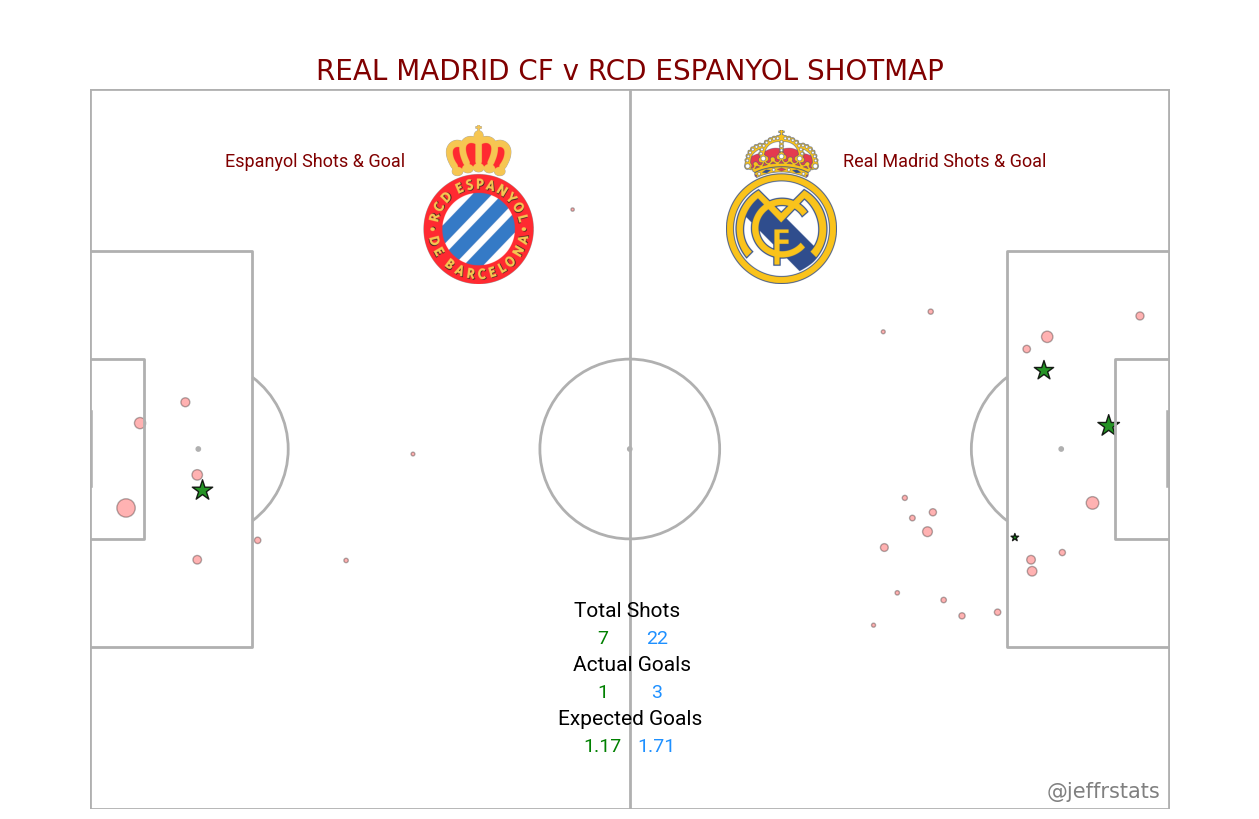 REAL MADRID CF v RCD ESPANYOL SHOTMAP
Espanyol Shots & Goal
Real Madrid Shots & Goal
RCD ESPANYOL
DE BARCELONA
MCF
Total Shots
7 22
Actual Goals
1 3
Expected Goals
1.17 1.71
@jeffrstats